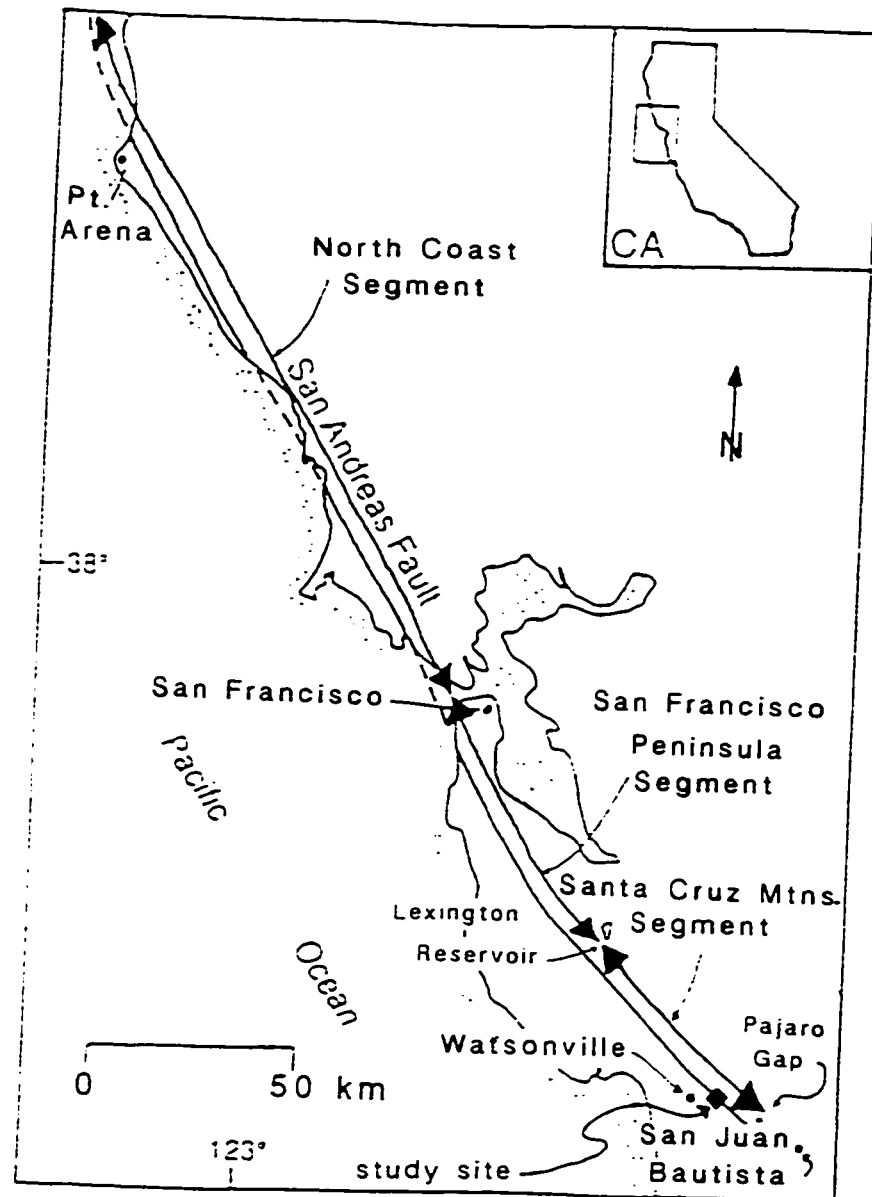 CA
Pt.
Arena
North Coast
Segment
N
San Andreas Fault
38°
San Francisco
San Francisco
Peninsula
Segment
Pacific
Ocean
Santa Cruz Mtns.
Segment
Lexington
Reservoir
Watsonville
Pajaro
Gap
0 50 km
San Juan
Bautista
study site
123°